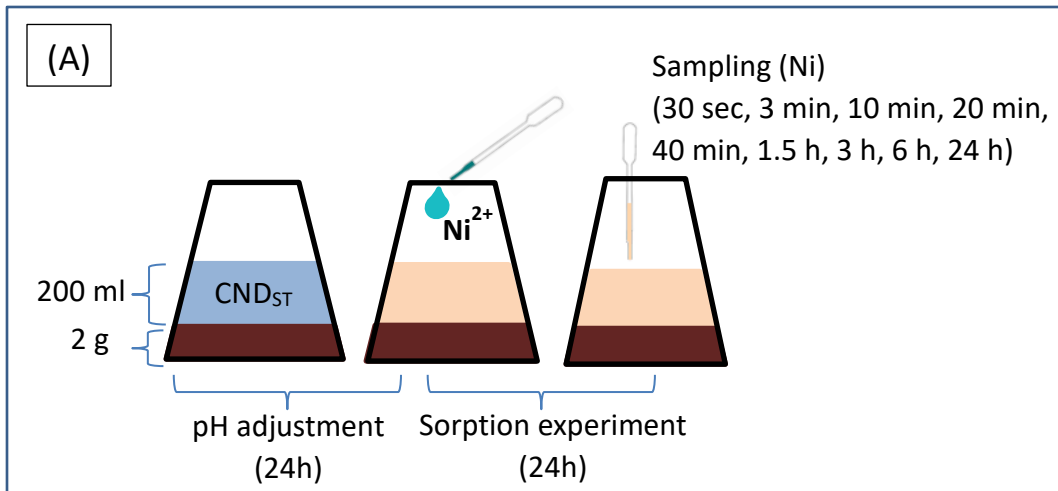 (A)
Sampling (Ni)
(30 sec, 3 min, 10 min, 20 min,
40 min, 1.5 h, 3 h, 6 h, 24 h)
Ni²⁺
200 ml
CND_ST
2 g
pH adjustment
(24h)
Sorption experiment
(24h)